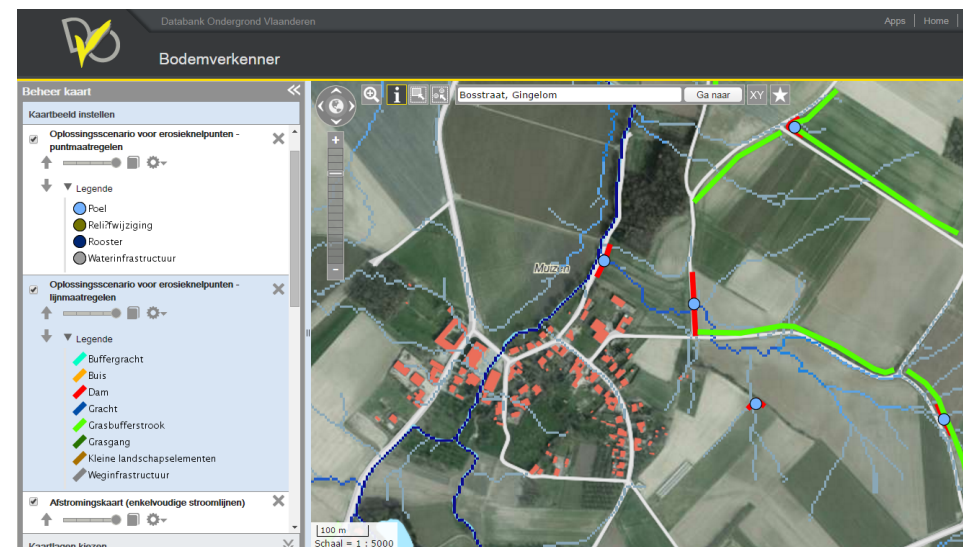 Databank Ondergrond Vlaanderen
Apps | Home |
Bodemverkenner
Beheer kaart
Kaartbeeld instellen
Oplossingsscenario voor erosieknelpunten -
puntmaatregelen
Legende
Poel
Reli?fwijziging
Rooster
Waterinfrastructuur
Oplossingsscenario voor erosieknelpunten -
lijnmaatregelen
Legende
Buffergracht
Buis
Dam
Gracht
Grasbufferstrook
Grasgang
Kleine landschapselementen
Weginfrastructuur
Afstromingskaart (enkelvoudige stroomlijnen)
Kaartlagen kiezen
i
Bosstraat, Gingelom
Ga naar
XY
Muizen
100 m
Schaal = 1 : 5000